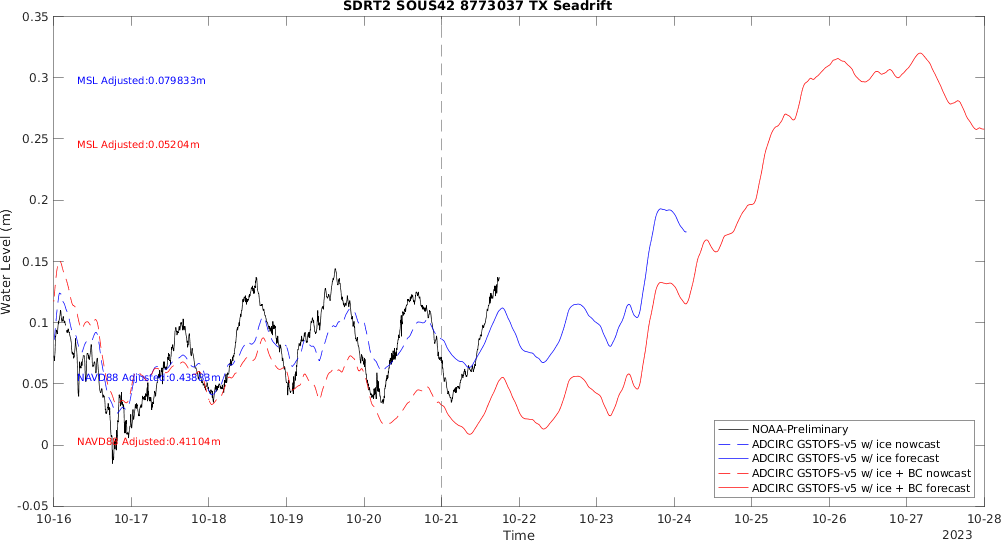 SDRT2 SOUS42 8773037 TX Seadrift
0.35
0.3
0.25
0.2
0.15
0.1
0.05
0
-0.05
Water Level (m)
MSL Adjusted:0.079833m
MSL Adjusted:0.05204m
NAVD88 Adjusted:0.43883m
NAVD88 Adjusted:0.41104m
NOAA-Preliminary
ADCIRC GSTOFS-v5 w/ ice nowcast
ADCIRC GSTOFS-v5 w/ ice forecast
ADCIRC GSTOFS-v5 w/ ice + BC nowcast
ADCIRC GSTOFS-v5 w/ ice + BC forecast
10-16 10-17 10-18 10-19 10-20 10-21 10-22 10-23 10-24 10-25 10-26 10-27 10-28
Time
2023